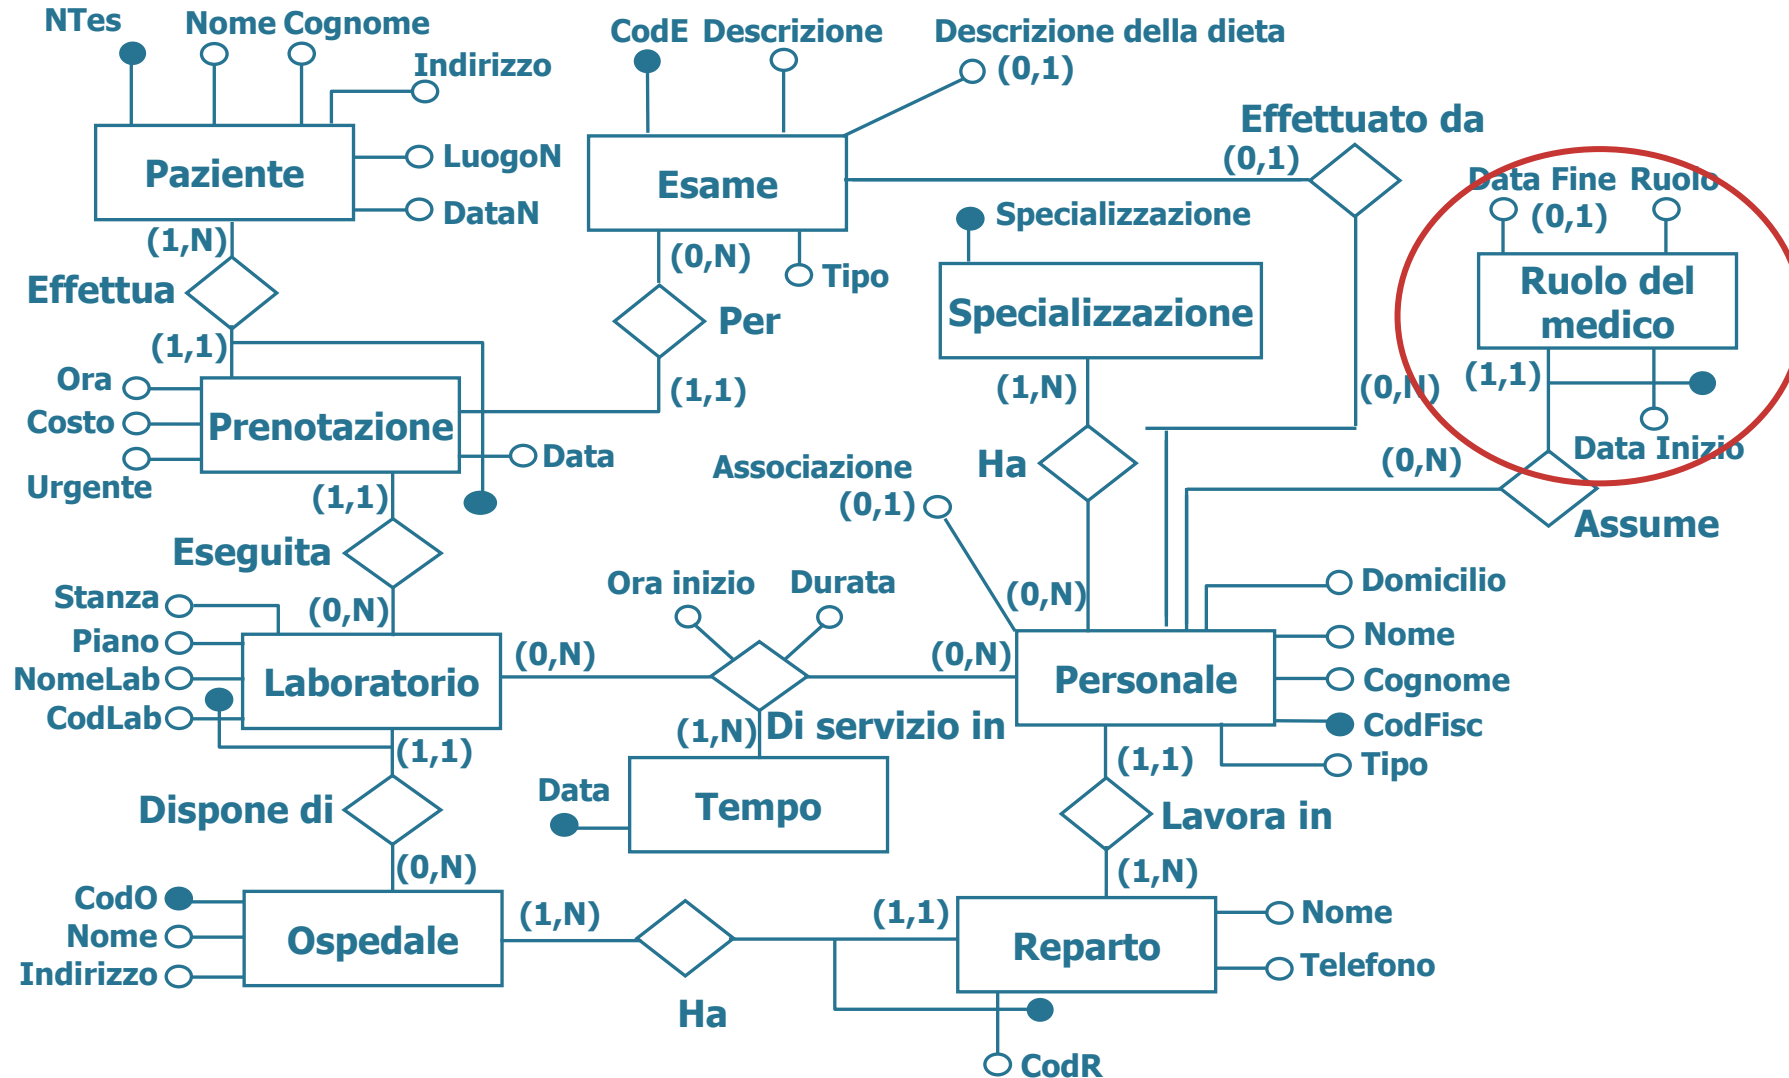 NTes
Nome Cognome
Indirizzo
LuogoN
DataN
Paziente
(1,N)
Effettua
(1,1)
CodE
Descrizione
Descrizione della dieta
(0,1)
Esame
(0,N)
Tipo
Per
(1,1)
Effettuato da
(0,1)
(0,N)
Specializzazione
Specializzazione
(1,N)
Ha
(0,N)
Data Fine
(0,1)
Ruolo
Ruolo del
medico
(1,1)
Data Inizio
(0,N)
Assume
Ora
Costo
Urgente
Prenotazione
Data
(1,1)
Eseguita
(0,N)
Stanza
Piano
NomeLab
CodLab
Laboratorio
(0,N)
(1,1)
Ora inizio
Durata
Di servizio in
(1,N)
(0,N)
Associazione
(0,1)
Personale
Domicilio
Nome
Cognome
CodFisc
Tipo
(1,1)
Lavora in
(1,N)
Data
Tempo
Dispone di
(0,N)
CodO
Nome
Indirizzo
Ospedale
(1,N)
Ha
(1,1)
Reparto
Nome
Telefono
CodR